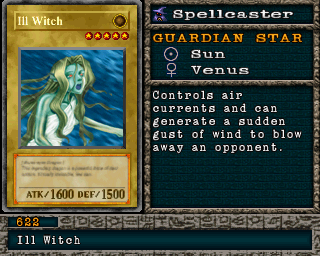 Ill Witch
Spellcaster
GUARDIAN STAR
Sun
Venus
Controls air
currents and can
generate a sudden
gust of wind to blow
away an opponent.
ATK/1600 DEF/1500
622
Ill Witch